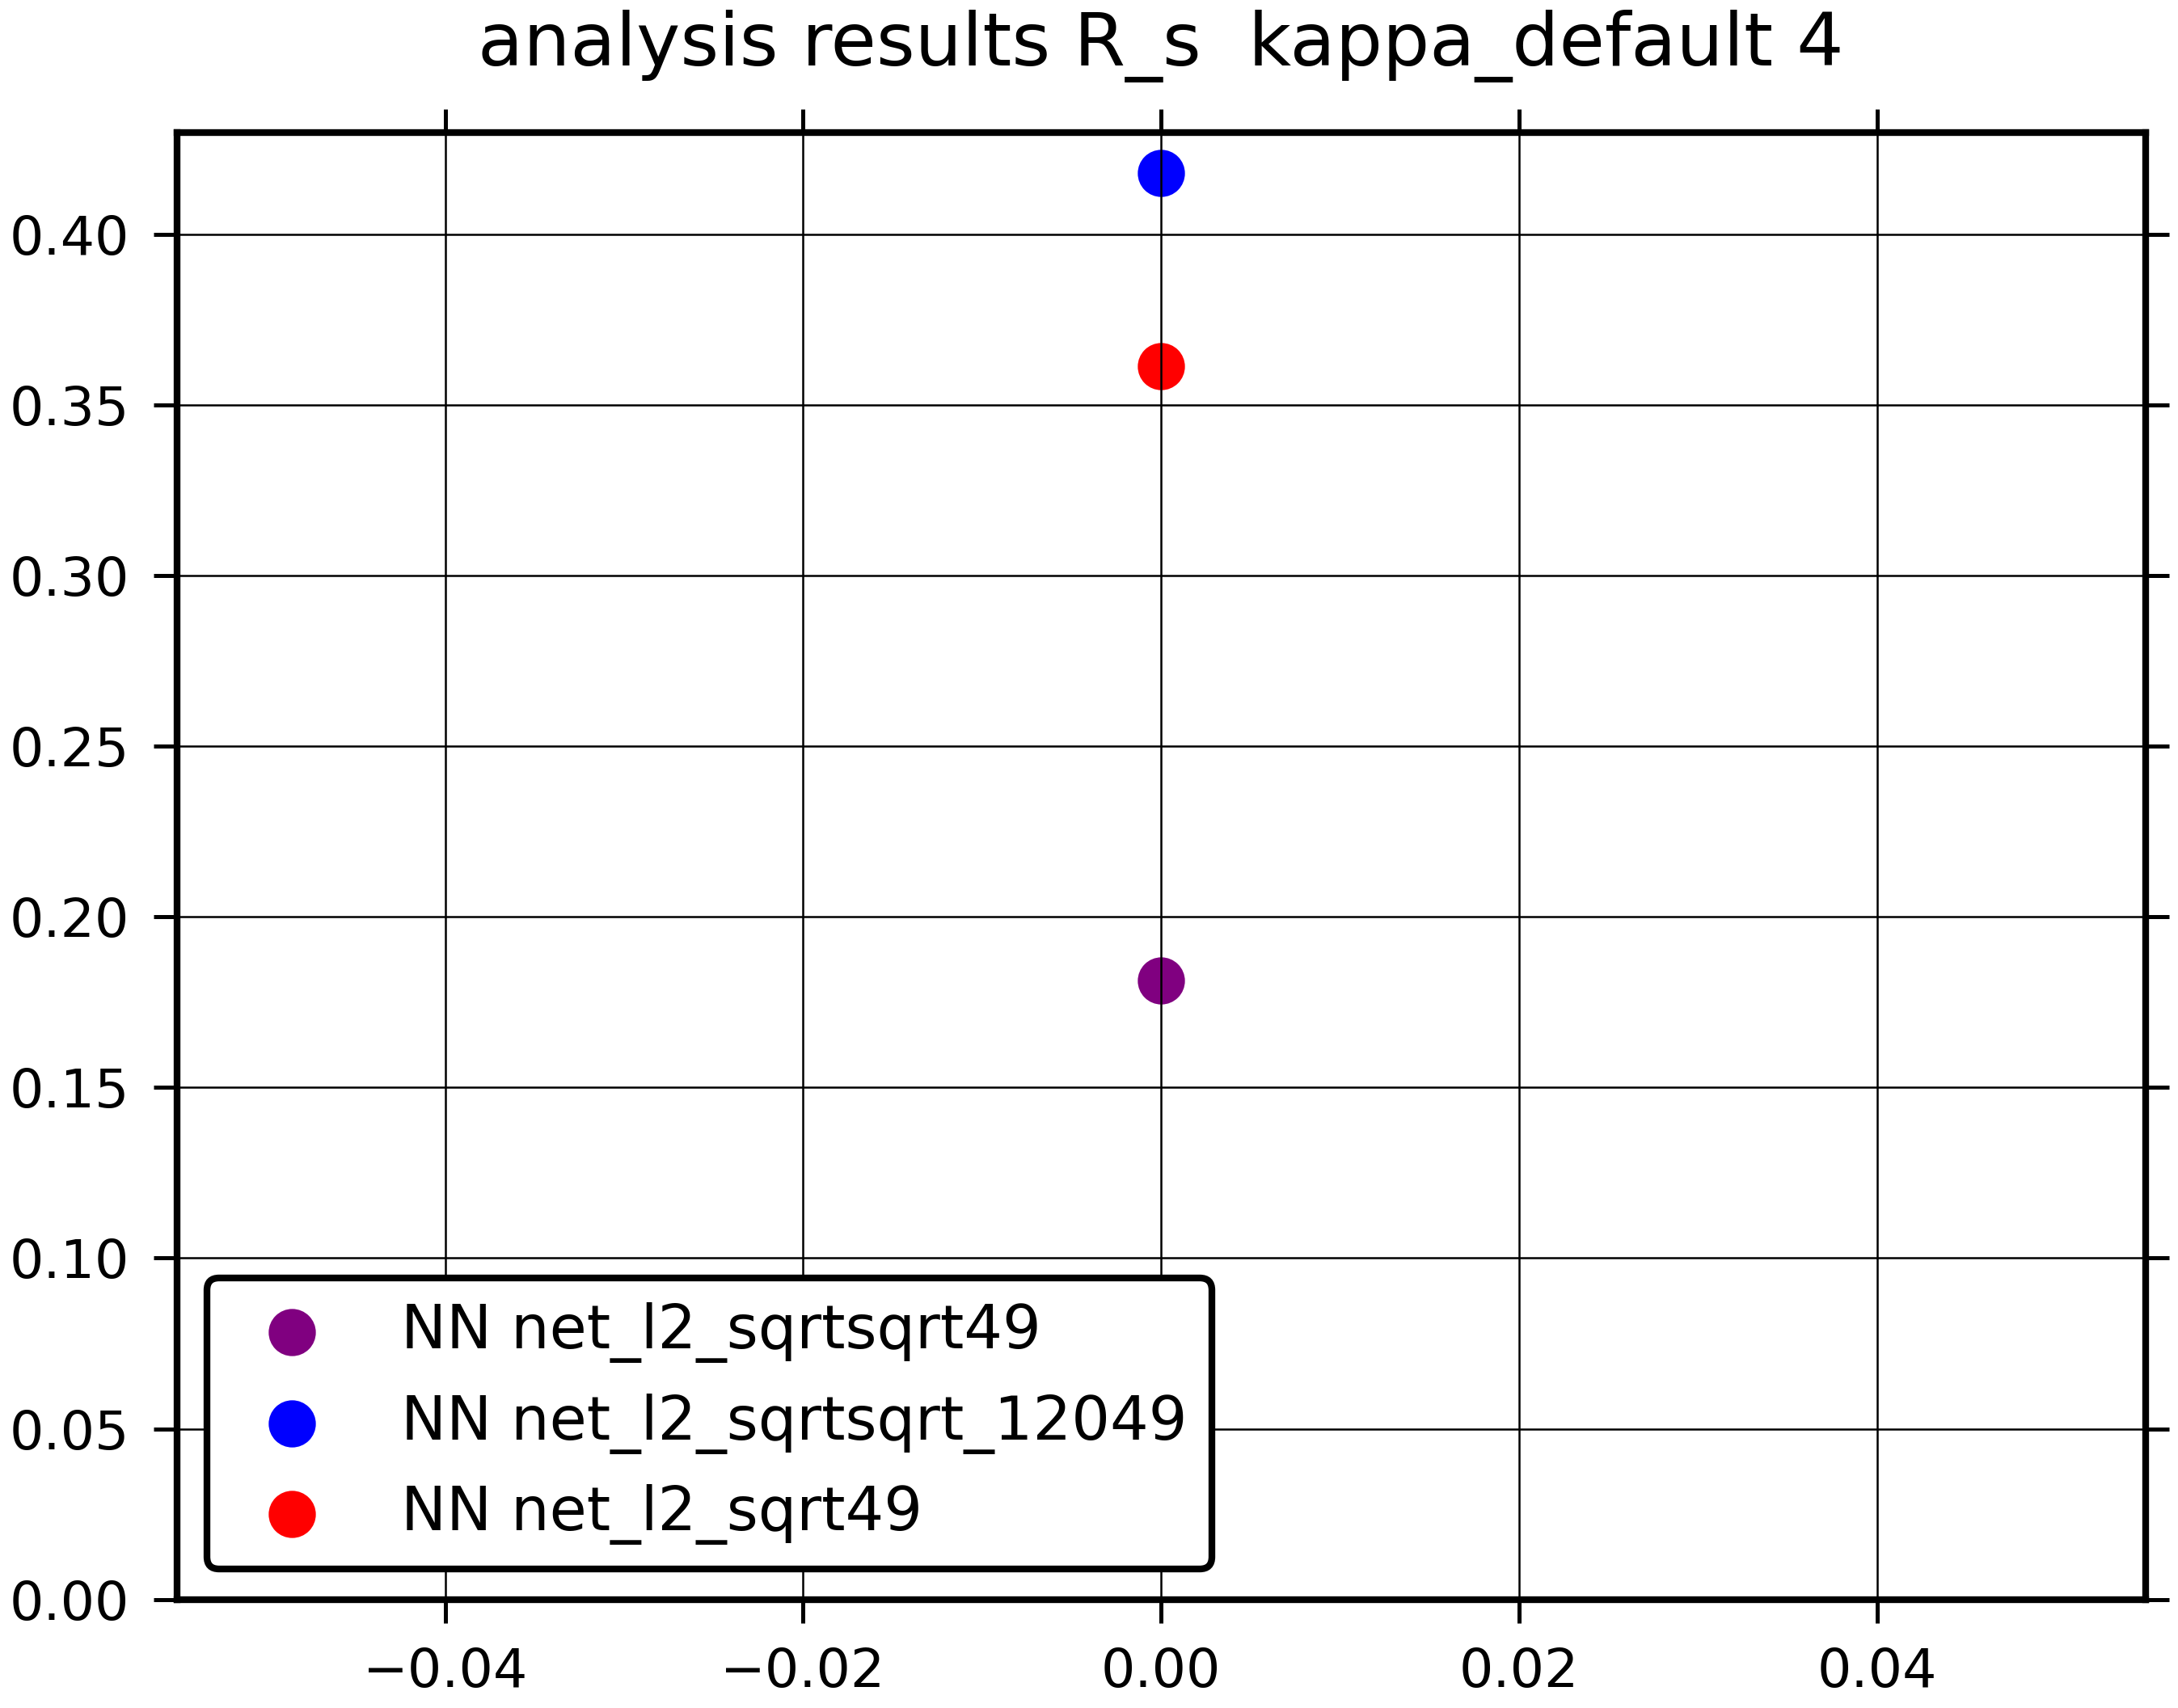 analysis results R_s  kappa_default 4
0.40
0.35
0.30
0.25
0.20
0.15
0.10
0.05
0.00
NN net_l2_sqrtsqrt49
NN net_l2_sqrtsqrt_12049
NN net_l2_sqrt49
−0.04 −0.02 0.00 0.02 0.04